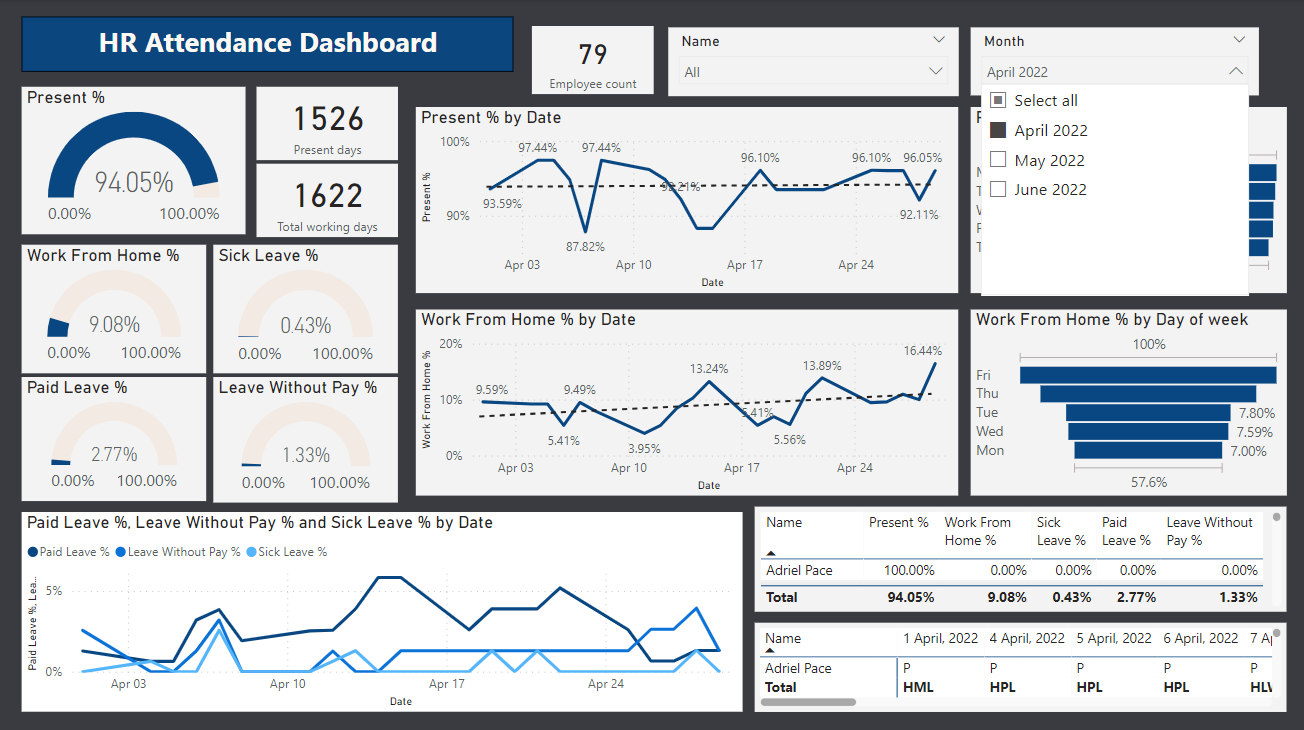 HR Attendance Dashboard
79
Employee count
Name
All
Month
April 2022
Select all
April 2022
May 2022
June 2022
Present %
94.05%
0.00%
100.00%
1526
Present days
1622
Total working days
Present % by Date
Present %
100%
90%
97.44%
97.44%
96.10%
96.10%
96.05%
93.59%
92.21%
92.11%
87.82%
Apr 03
Apr 10
Apr 17
Apr 24
Date
Work From Home %
9.08%
0.00%
100.00%
Sick Leave %
0.43%
0.00%
100.00%
Paid Leave %
2.77%
0.00%
100.00%
Leave Without Pay %
1.33%
0.00%
100.00%
Work From Home % by Date
Work From Home %
20%
10%
0%
9.59%
9.49%
13.24%
13.89%
16.44%
5.41%
5.41%
3.95%
5.56%
Apr 03
Apr 10
Apr 17
Apr 24
Date
Work From Home % by Day of week
100%
Fri
Thu
Tue
7.80%
Wed
7.59%
Mon
7.00%
57.6%
Paid Leave %, Leave Without Pay % and Sick Leave % by Date
Paid Leave %
Leave Without Pay %
Sick Leave %
Paid Leave %, Lea...
5%
0%
Apr 03
Apr 10
Apr 17
Apr 24
Date
Name Present % Work From Home % Sick Leave % Paid Leave % Leave Without Pay %
Adriel Pace 100.00% 0.00% 0.00% 0.00% 0.00%
Total 94.05% 9.08% 0.43% 2.77% 1.33%
Name 1 April, 2022 4 April, 2022 5 April, 2022 6 April, 2022 7
Adriel Pace P P P P P
Total HML HPL HPL HPL